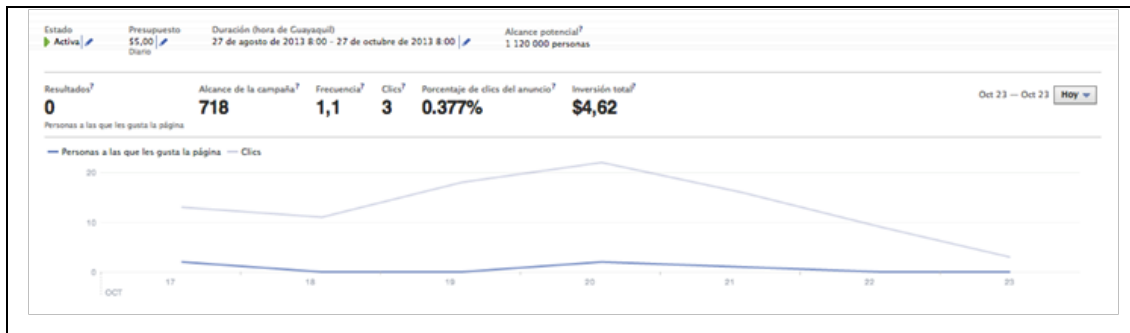 Estado Presupuesto Duración (hora de Guayaquil) Alcance potencial?
Activa $5,00 27 de agosto de 2013 8:00 - 27 de octubre de 2013 8:00 1 120 000 personas
Diario
Resultados? Alcance de la campaña? Frecuencia? Clics? Porcentaje de clics del anuncio? Inversión total?
0 718 1,1 3 0.377% $4,62 Oct 23 — Oct 23 Hoy
Personas a las que les gusta la página
Personas a las que les gusta la página Clics
20
10
0
17 18 19 20 21 22 23
OCT